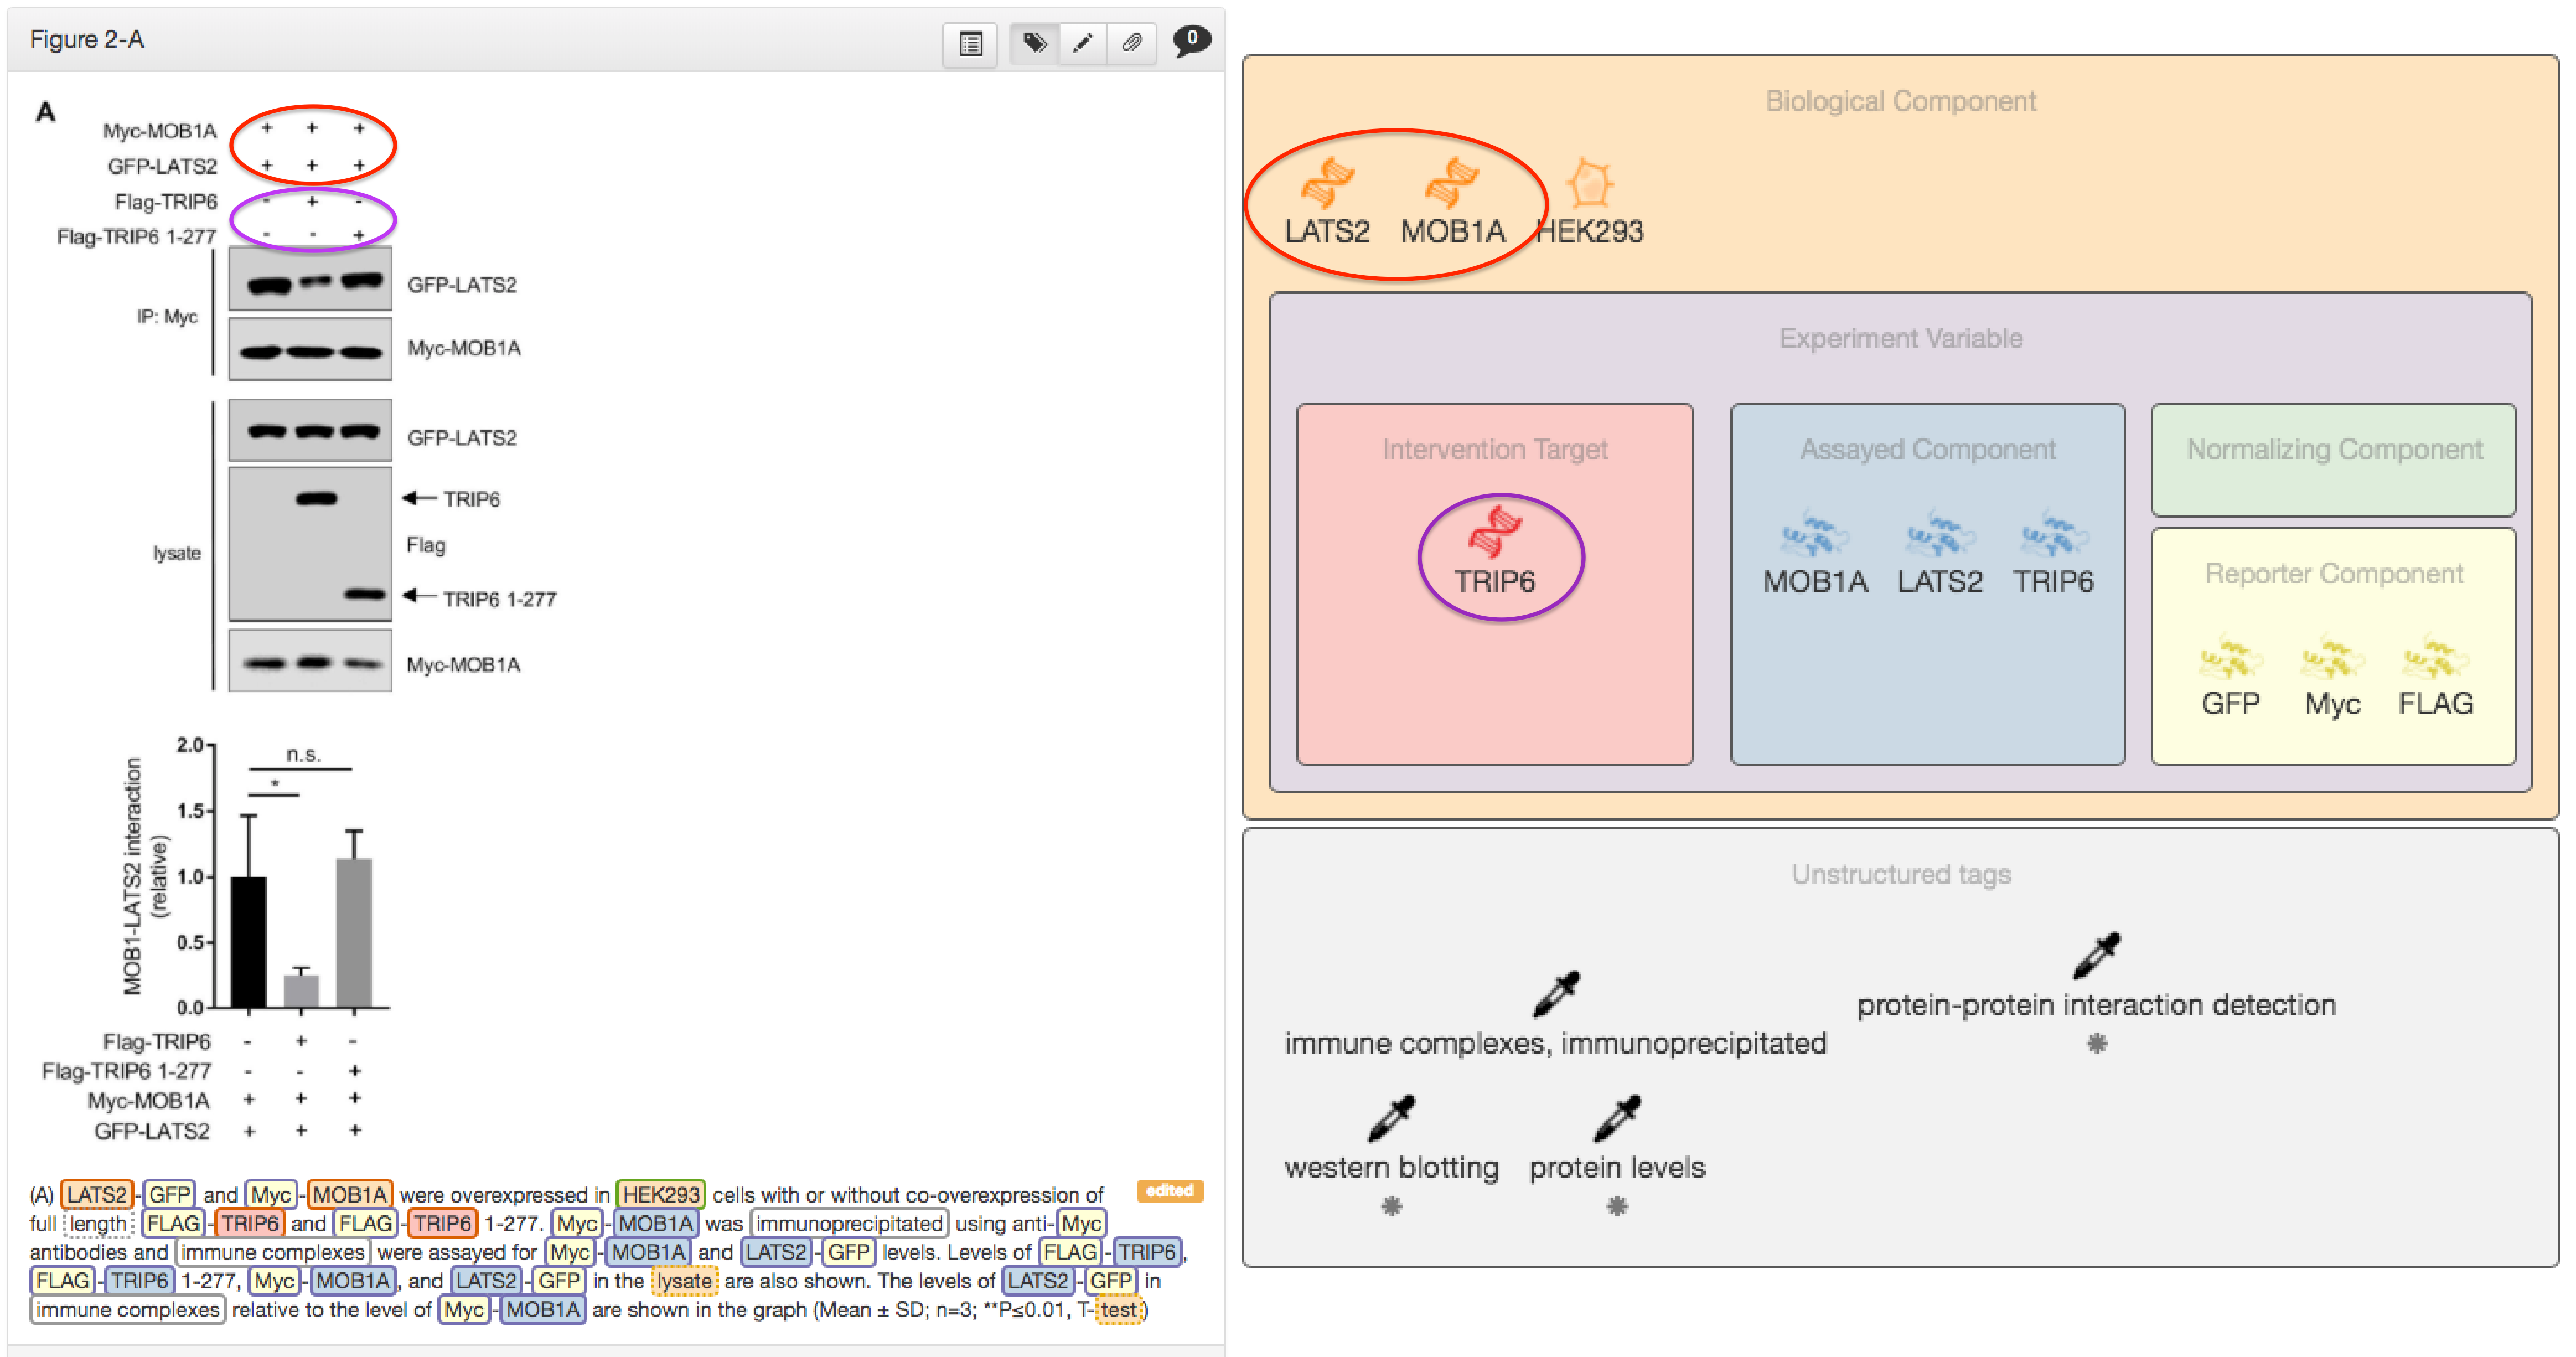 Figure 2-A
0
A
Myc-MOB1A + + +
GFP-LATS2 + + +
Flag-TRIP6 - + -
Flag-TRIP6 1-277 - - +
IP: Myc
GFP-LATS2
Myc-MOB1A
lysate
GFP-LATS2
TRIP6
Flag
TRIP6 1-277
Myc-MOB1A
MOB1-LATS2 interaction
(relative)
2.0
1.5
1.0
0.5
0.0
n.s.
*
Flag-TRIP6 - + -
Flag-TRIP6 1-277 - - +
Myc-MOB1A + + +
GFP-LATS2 + + +
(A) LATS2-GFP and Myc-MOB1A were overexpressed in HEK293 cells with or without co-overexpression of
edited
full length FLAG-TRIP6 and FLAG-TRIP6 1-277. Myc-MOB1A was immunoprecipitated using anti-Myc
antibodies and immune complexes were assayed for Myc-MOB1A and LATS2-GFP levels. Levels of FLAG-TRIP6,
FLAG-TRIP6 1-277, Myc-MOB1A, and LATS2-GFP in the lysate are also shown. The levels of LATS2-GFP in
immune complexes relative to the level of Myc-MOB1A are shown in the graph (Mean ± SD; n=3; **P≤0.01, T-test)
Biological Component
LATS2 MOB1A HEK293
Experiment Variable
Intervention Target
TRIP6
Assayed Component
MOB1A LATS2 TRIP6
Normalizing Component
Reporter Component
GFP Myc FLAG
Unstructured tags
immune complexes, immunoprecipitated
protein-protein interaction detection
western blotting protein levels